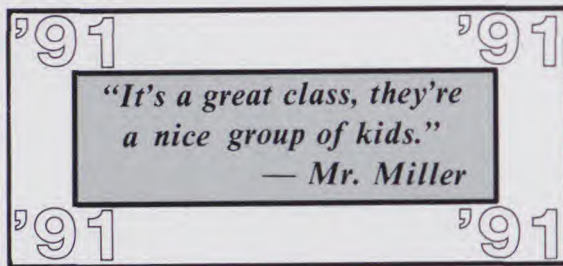 '91 '91
"It's a great class, they're
a nice group of kids."
— Mr. Miller
'91 '91